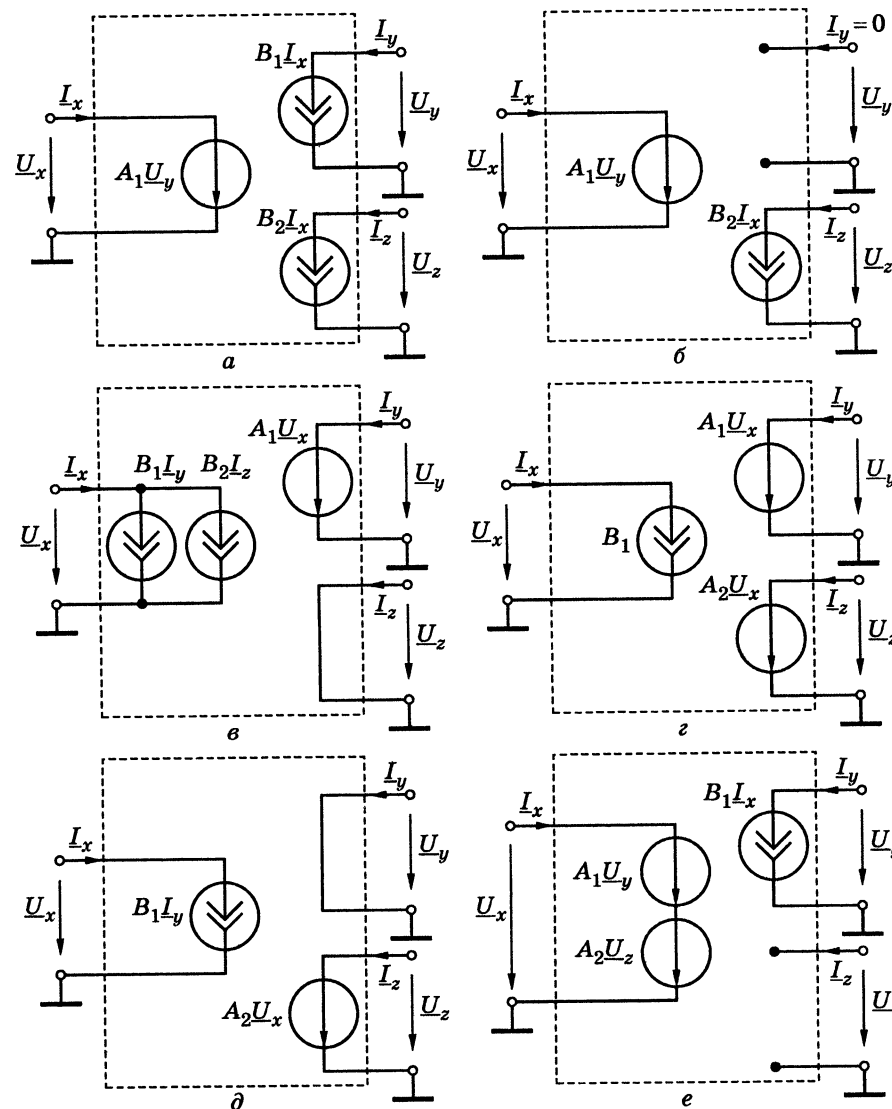 I_y
B_1I_x
U_y
I_x
U_x
A_1U_y
B_2I_x
I_z
U_z
а
I_y = 0
I_x
U_y
U_x
A_1U_y
B_2I_x
I_z
U_z
б
A_1U_x
I_y
I_x
B_1I_y
B_2I_z
U_y
U_x
I_z
U_z
в
A_1U_x
I_y
I_x
U_y
U_x
B_1
A_2U_x
I_z
U_z
г
I_y
I_x
U_y
U_x
B_1I_y
I_z
A_2U_x
U_z
д
I_y
B_1I_x
I_x
U
A_1U_y
U_x
A_2U_z
I_z
U
е